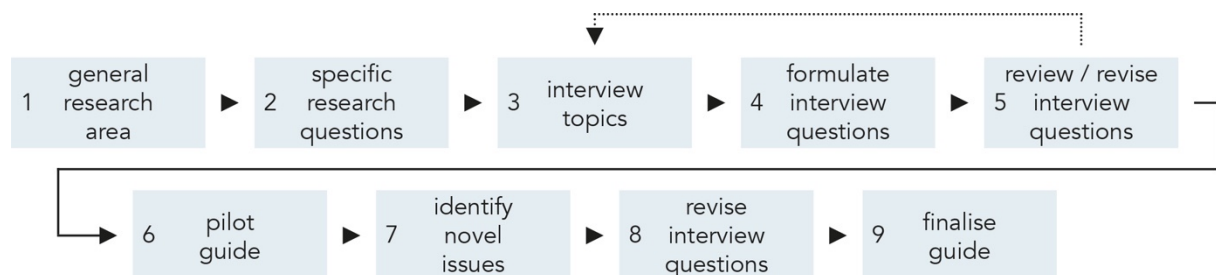 1 general research area
2 specific research questions
3 interview topics
4 formulate interview questions
5 review / revise interview questions
6 pilot guide
7 identify novel issues
8 revise interview questions
9 finalise guide